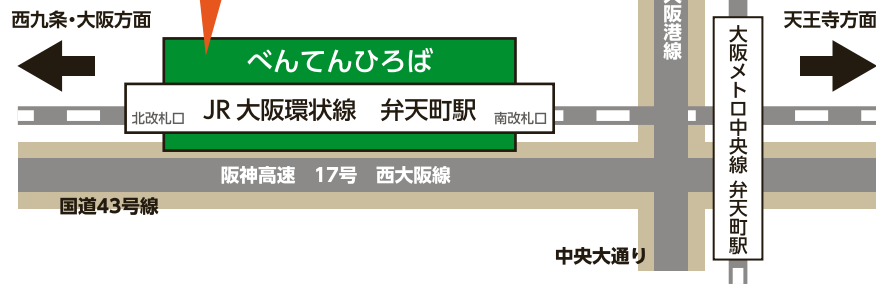 西九条・大阪方面
天王寺方面
べんてんひろば
北改札口
JR 大阪環状線　弁天町駅
南改札口
阪神高速　17号　西大阪線
国道43号線
中央大通り
大阪港線
大阪メトロ中央線 弁天町駅